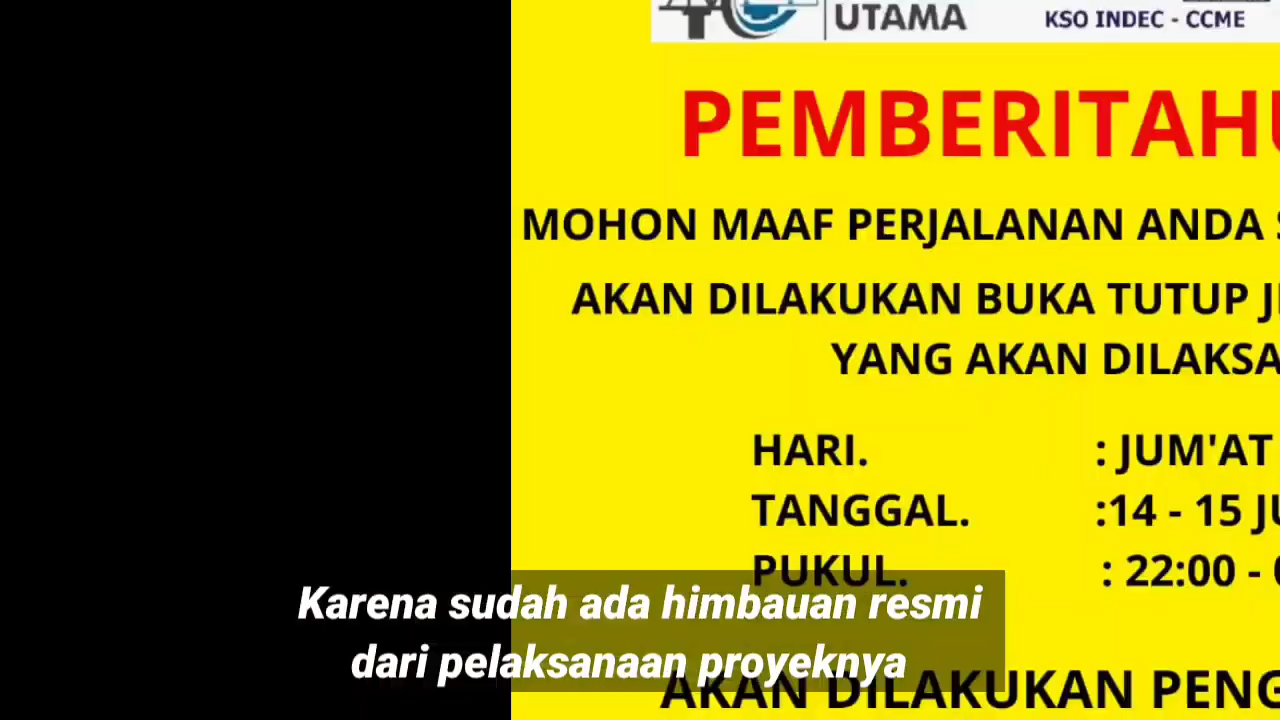 UTAMA
KSO INDEC - CCME
PEMBERITAHU
MOHON MAAF PERJALANAN ANDA
AKAN DILAKUKAN BUKA TUTUP
YANG AKAN DILAKSA
HARI. : JUM'AT
TANGGAL. :14 - 15
PUKUL. : 22:00 -
Karena sudah ada himbauan resmi
dari pelaksanaan proyeknya
AKAN DILAKUKAN PENG